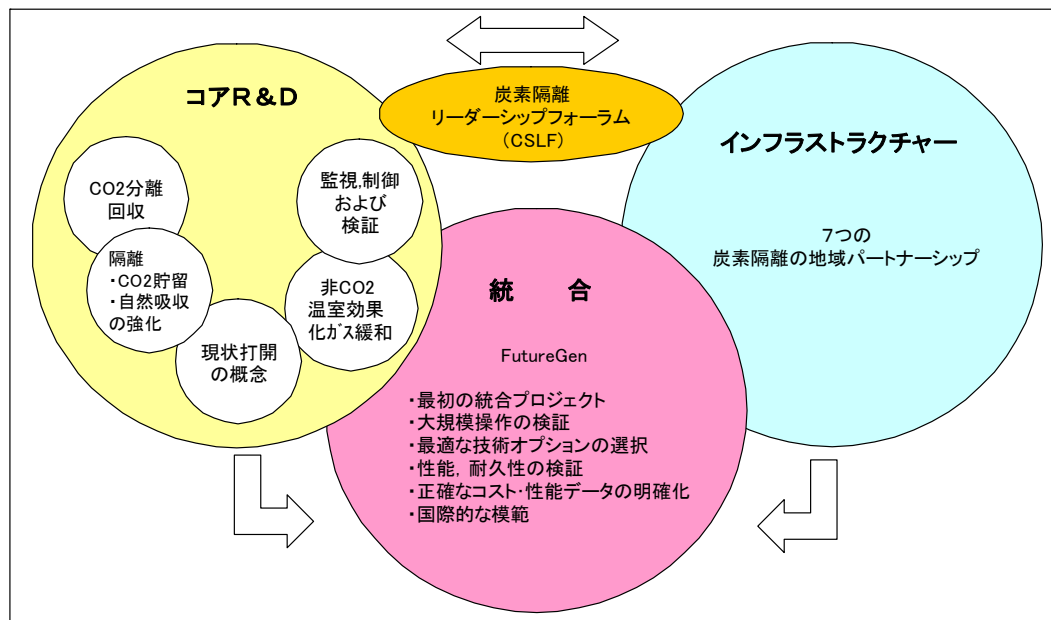 コアR&D
炭素隔離
リーダーシップフォーラム
(CSLF)
インフラストラクチャー
7つの
炭素隔離の地域パートナーシップ
CO2分離
回収
隔離
・CO2貯留
・自然吸収
の強化
現状打開
の概念
監視,制御
および
検証
非CO2
温室効果
化ガス緩和
統 合
FutureGen
・最初の統合プロジェクト
・大規模操作の検証
・最適な技術オプションの選択
・性能, 耐久性の検証
・正確なコスト・性能データの明確化
・国際的な模範